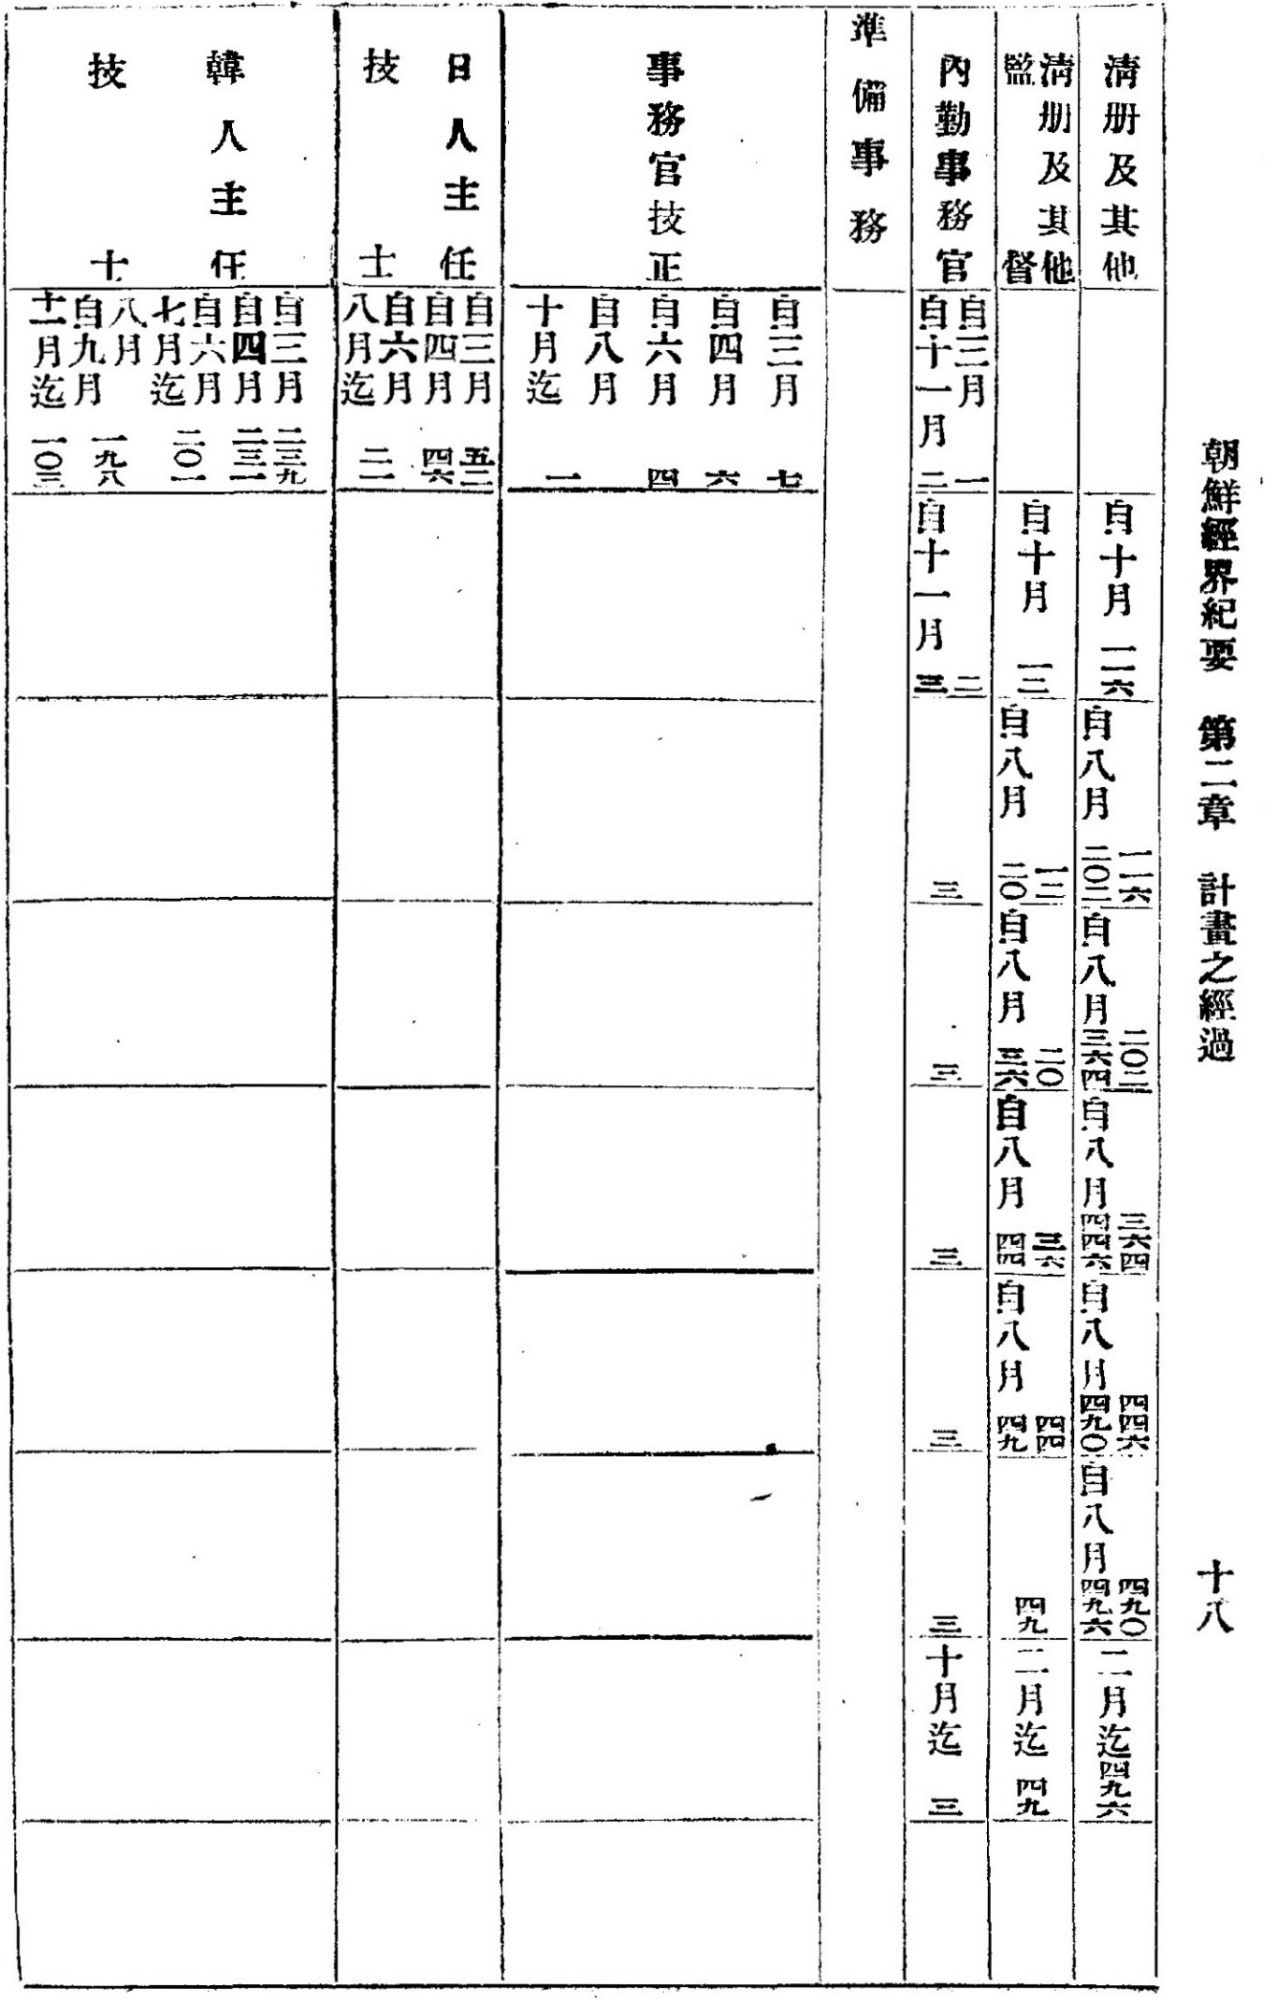 朝鮮經界紀要　第二章　計畫之經過　十八
清册及其他
自十月　一一六
一一六
自八月　二〇二
二〇二
自八月　三六四
三六四
自八月　四四六
四四六
自八月　四九〇
四九〇
自八月　四九六
二月迄　四九六
清册及其他
監督
自十月　一二
一二
自八月　二〇
二〇
自八月　三六
三六
自八月　四四
四四
自八月　四九
四九
二月迄　四九
內勤事務官
自三月　一
自十一月　二
二
自十一月　三
三
三
三
三
三
十月迄　三
準備事務
事務官技正
自三月　七
自四月　六
自六月　四
自八月
十月迄　一
日人主任
技士
自三月　五二
自四月　四六
自六月
八月迄　二一
韓人主任
技士
自三月　二三九
自四月　二三一
自六月
七月迄　二〇一
八月
自九月　一九八
十一月迄　一〇三